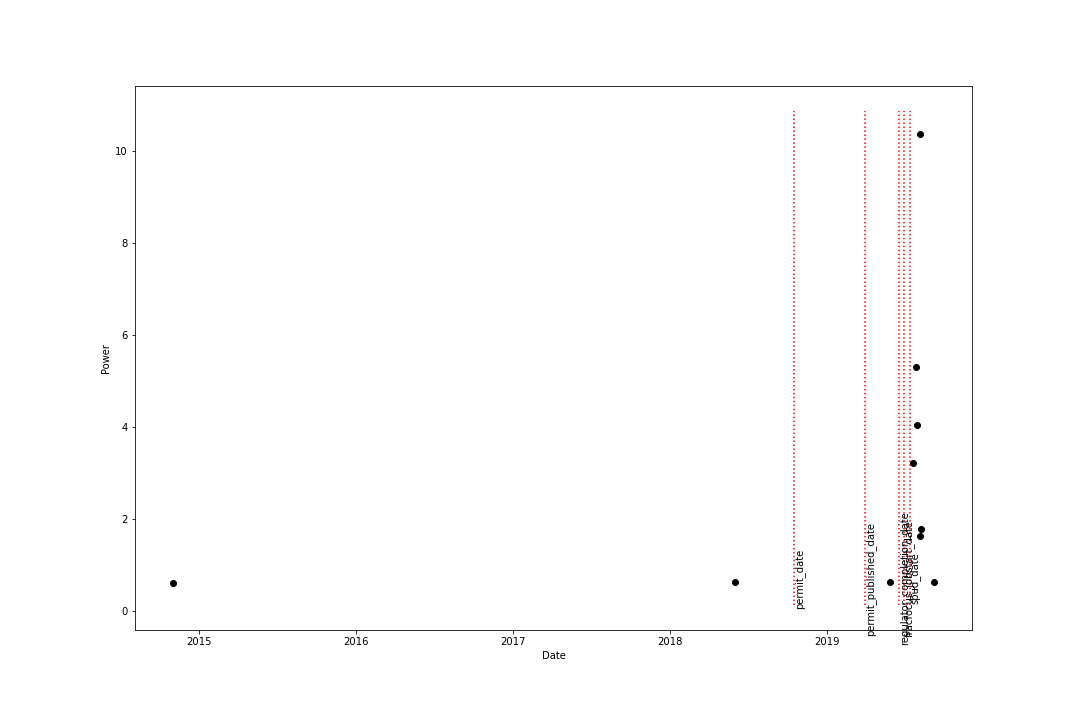 10
8
6
4
2
0
Power
permit_date
permit_published_date
regulator_completion_date
spud_date
2015
2016
2017
2018
2019
Date